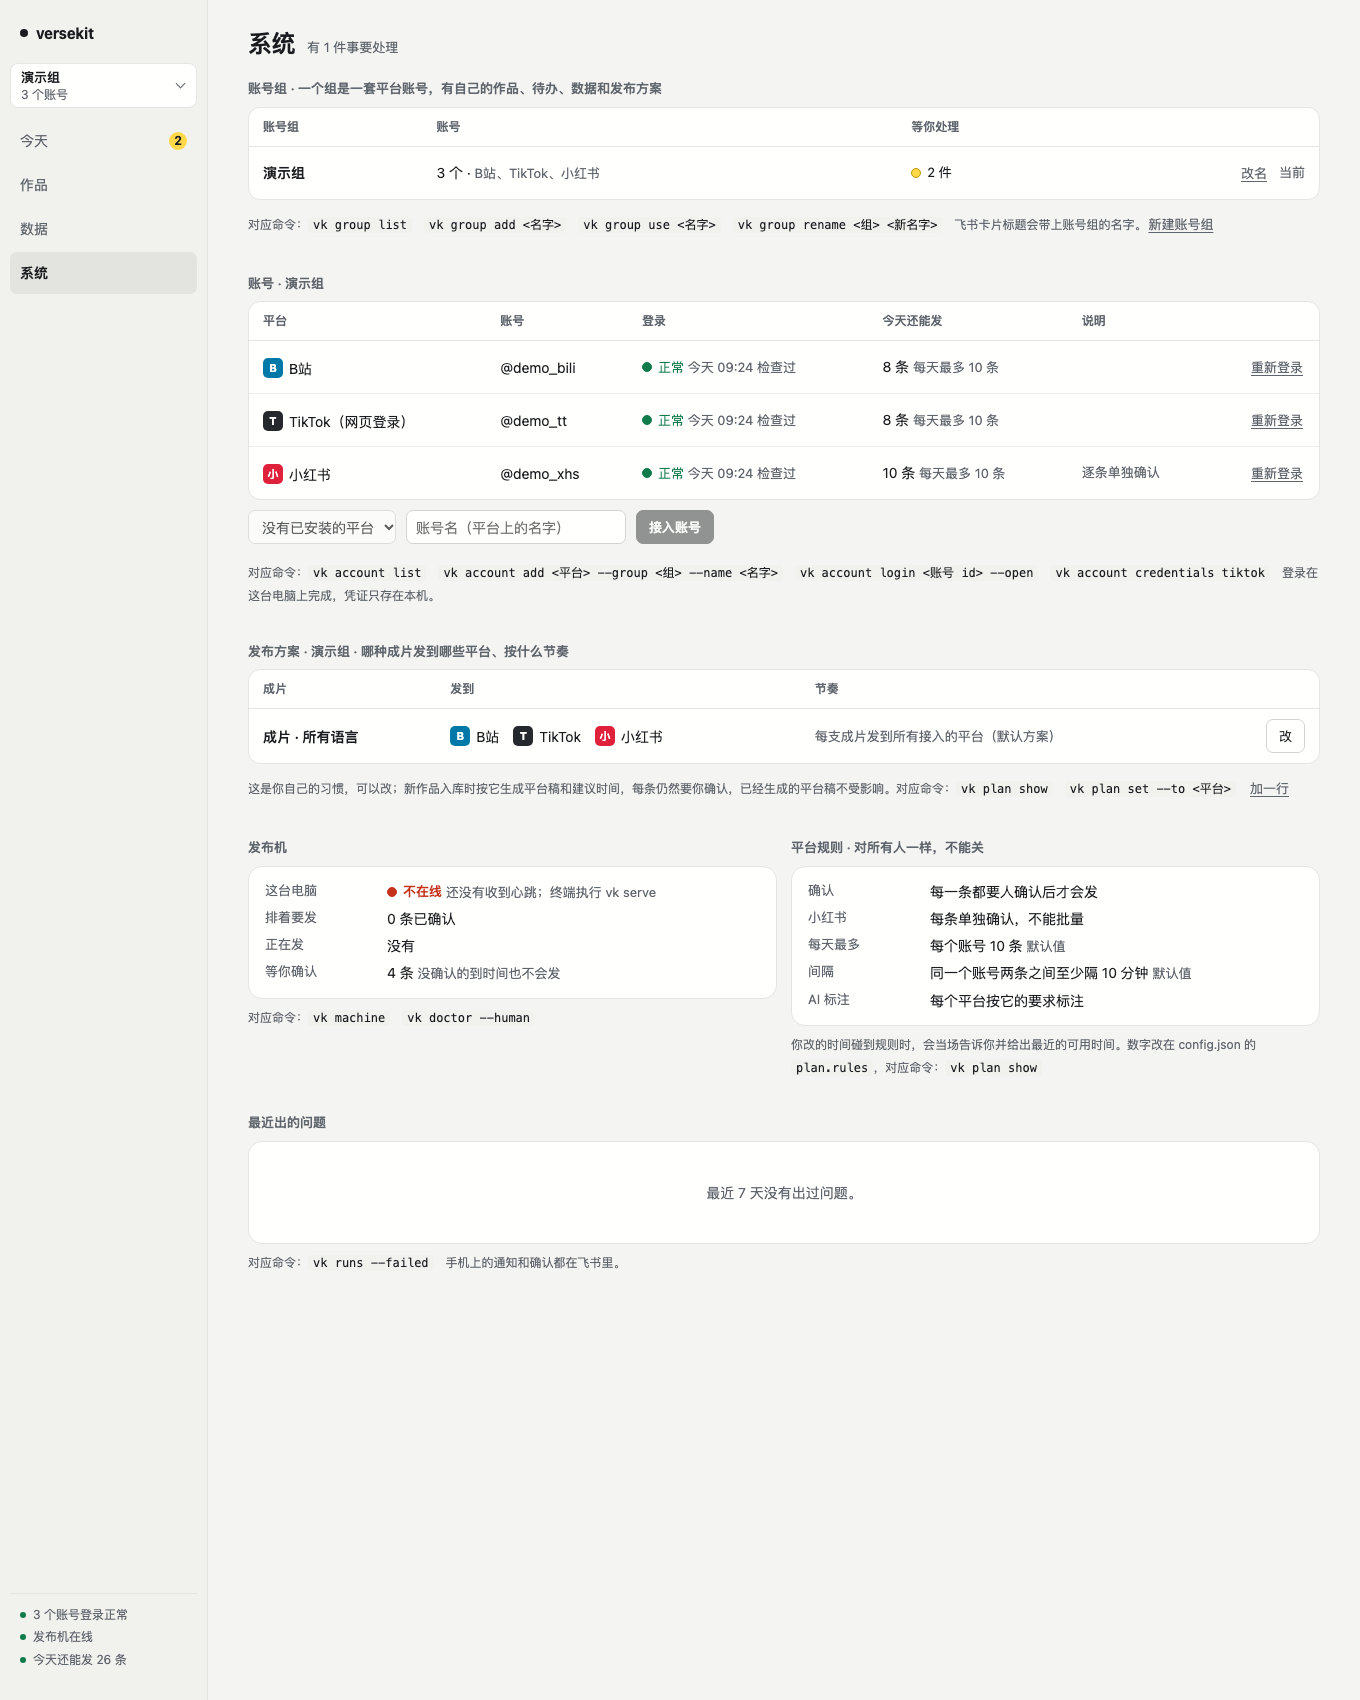 versekit
演示组
3 个账号
今天 2
作品
数据
系统
系统 有 1 件事要处理
账号组 · 一个组是一套平台账号，有自己的作品、待办、数据和发布方案
账号组 账号 等你处理
演示组 3 个 · B站、TikTok、小红书 2 件 改名 当前
对应命令： vk group list vk group add <名字> vk group use <名字> vk group rename <组> <新名字> 飞书卡片标题会带上账号组的名字。 新建账号组
账号 · 演示组
平台 账号 登录 今天还能发 说明
B B站 @demo_bili 正常 今天 09:24 检查过 8 条 每天最多 10 条 重新登录
T TikTok（网页登录） @demo_tt 正常 今天 09:24 检查过 8 条 每天最多 10 条 重新登录
小 小红书 @demo_xhs 正常 今天 09:24 检查过 10 条 每天最多 10 条 逐条单独确认 重新登录
没有已安装的平台 账号名（平台上的名字） 接入账号
对应命令： vk account list vk account add <平台> --group <组> --name <名字> vk account login <账号 id> --open vk account credentials tiktok 登录在
这台电脑上完成，凭证只存在本机。
发布方案 · 演示组 · 哪种成片发到哪些平台、按什么节奏
成片 发到 节奏
成片 · 所有语言 B B站 T TikTok 小 小红书 每支成片发到所有接入的平台（默认方案） 改
这是你自己的习惯，可以改；新作品入库时按它生成平台稿和建议时间，每条仍然要你确认，已经生成的平台稿不受影响。对应命令： vk plan show vk plan set --to <平台> 加一行
发布机
这台电脑 不在线 还没有收到心跳；终端执行 vk serve
排着要发 0 条已确认
正在发 没有
等你确认 4 条 没确认的到时间也不会发
对应命令： vk machine vk doctor --human
平台规则 · 对所有人一样，不能关
确认 每一条都要人确认后才会发
小红书 每条单独确认，不能批量
每天最多 每个账号 10 条 默认值
间隔 同一个账号两条之间至少隔 10 分钟 默认值
AI 标注 每个平台按它的要求标注
你改的时间碰到规则时，会当场告诉你并给出最近的可用时间。数字改在 config.json 的
plan.rules ，对应命令： vk plan show
最近出的问题
最近 7 天没有出过问题。
对应命令： vk runs --failed 手机上的通知和确认都在飞书里。
3 个账号登录正常
发布机在线
今天还能发 26 条